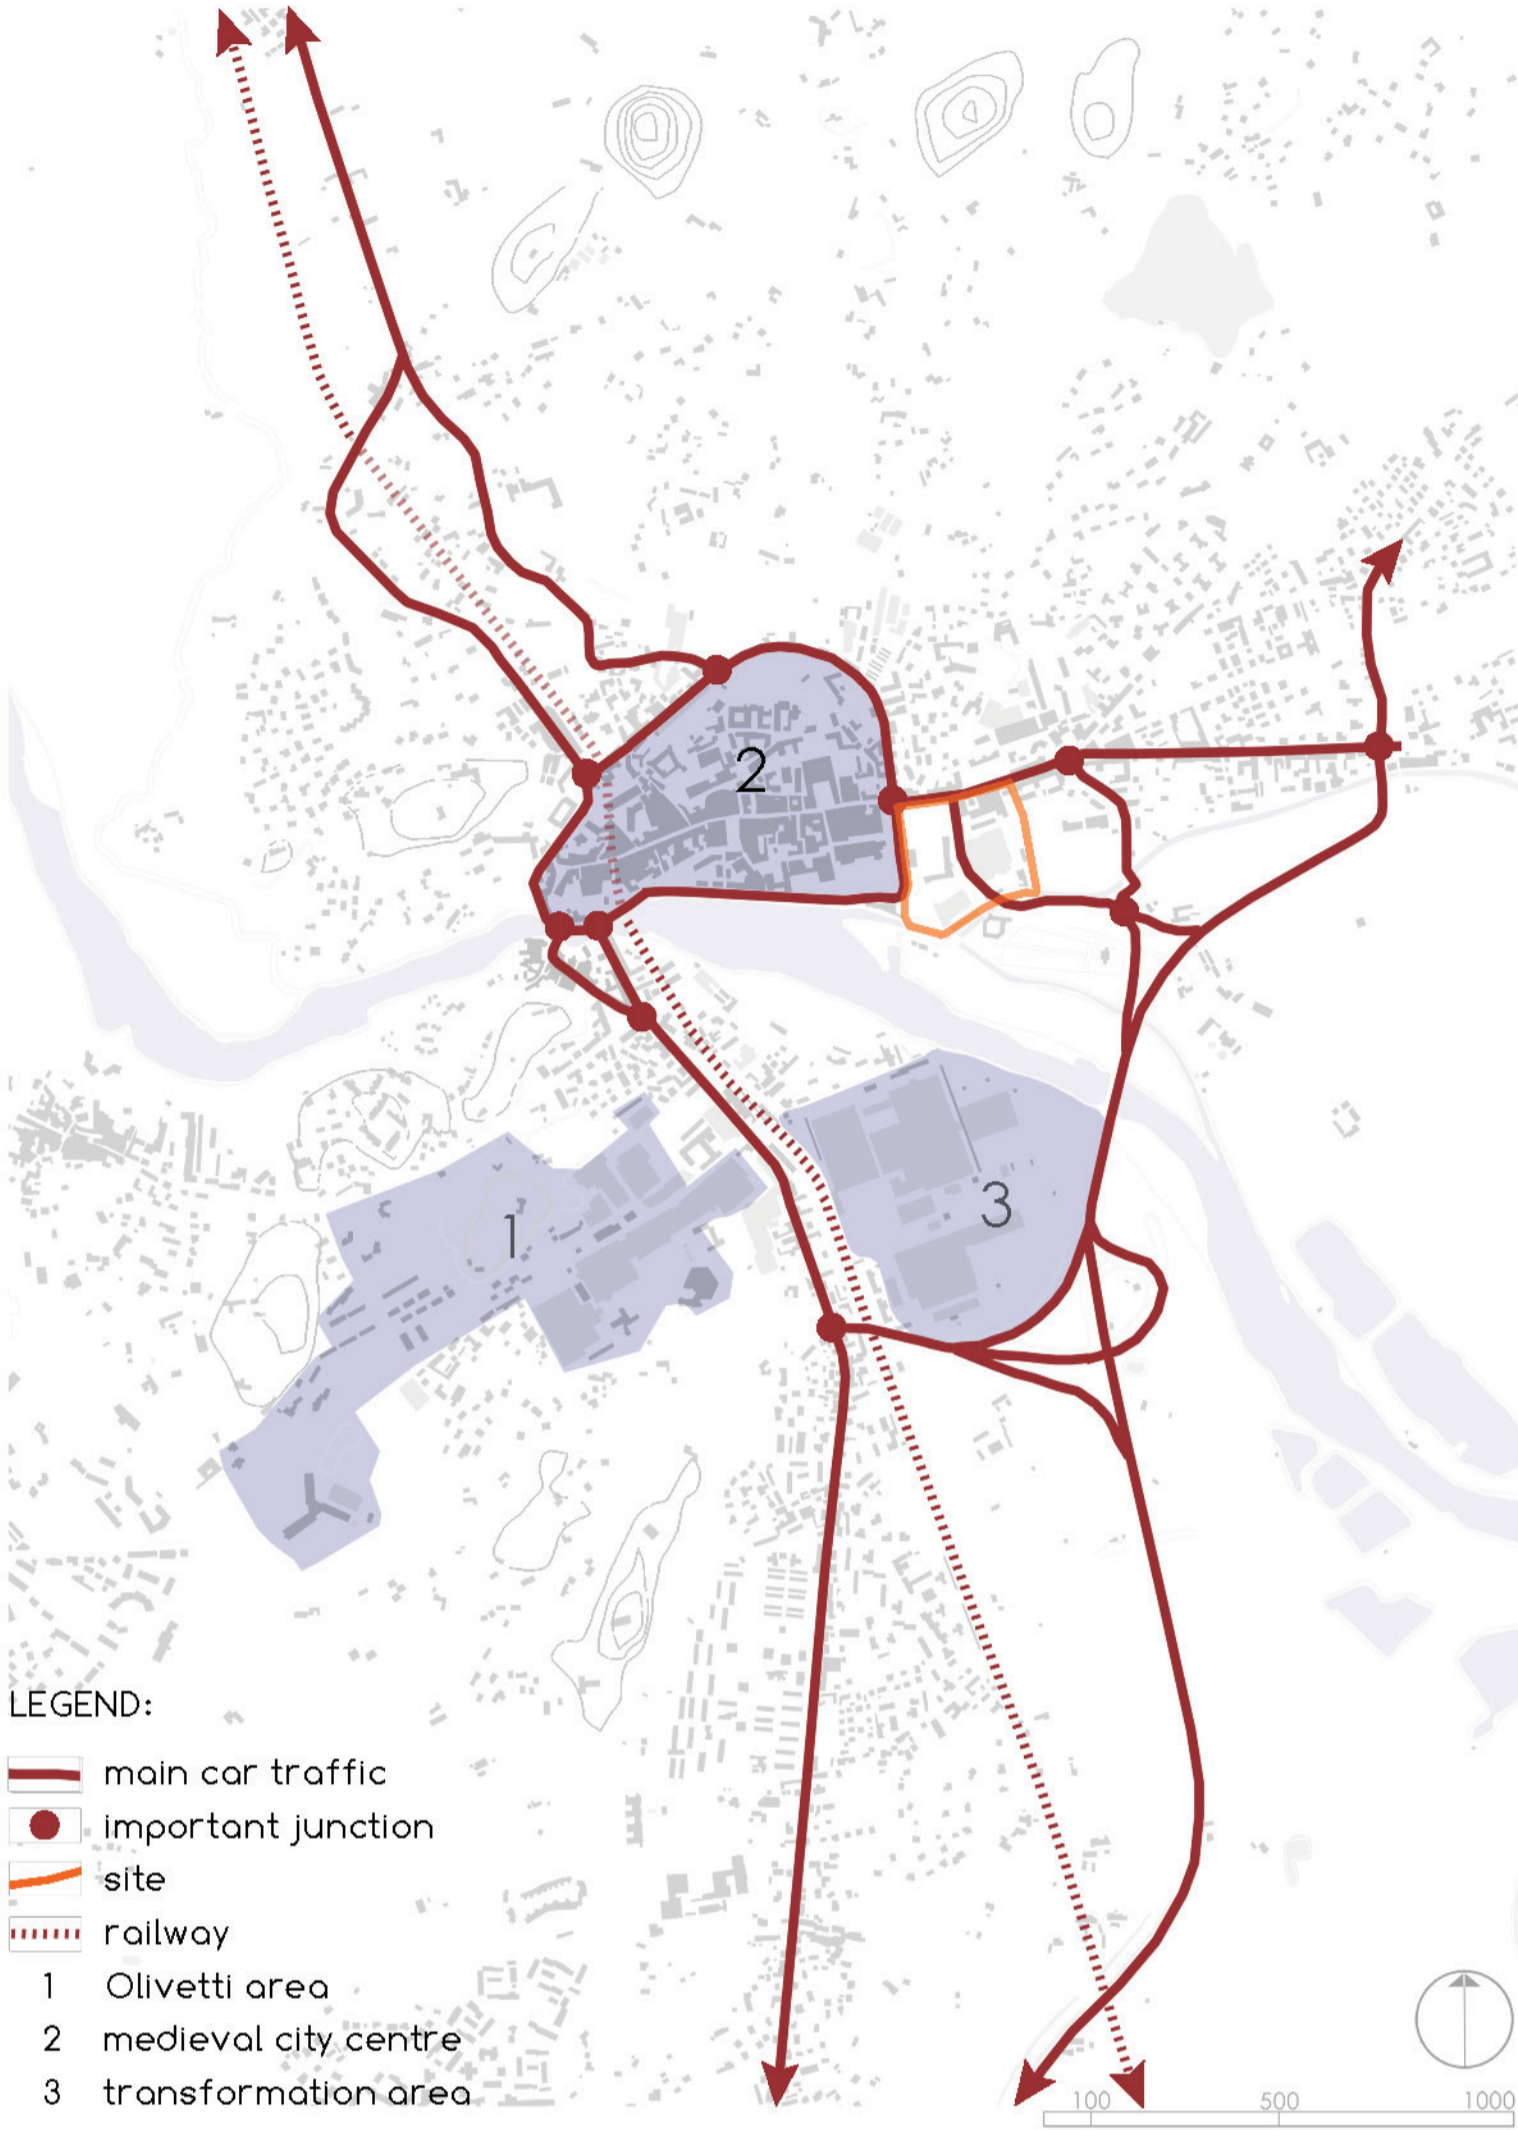 2
3
1
LEGEND:
main car traffic
important junction
site
railway
1 Olivetti area
2 medieval city centre
3 transformation area
100 500 1000